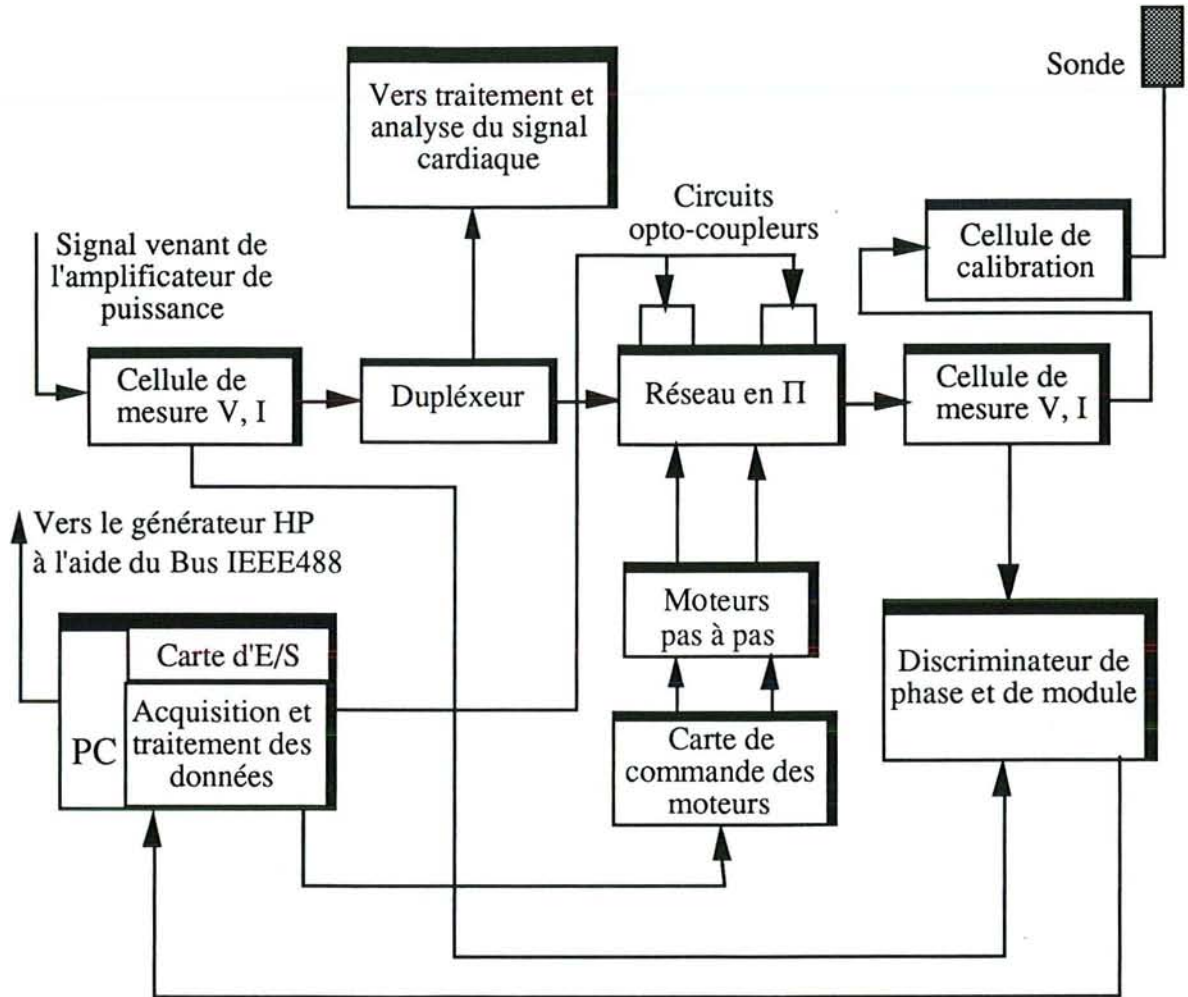 Sonde
Vers traitement et
analyse du signal
cardiaque
Circuits
opto-coupleurs
Signal venant de
l'amplificateur de
puissance
Cellule de
calibration
Cellule de
mesure V, I
Dupléxeur
Réseau en Π
Cellule de
mesure V, I
Vers le générateur HP
à l'aide du Bus IEEE488
Moteurs
pas à pas
Discriminateur de
phase et de module
Carte d'E/S
PC
Acquisition et
traitement des
données
Carte de
commande des
moteurs